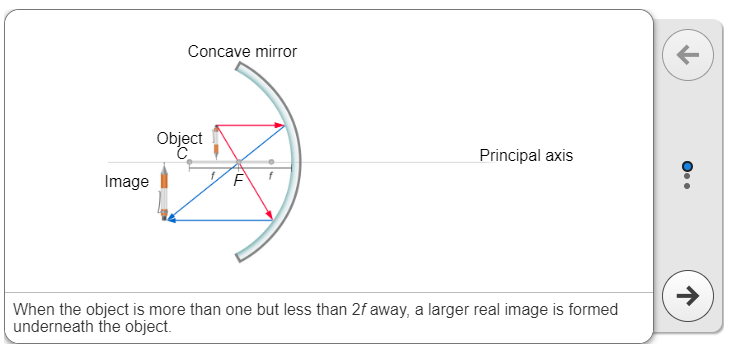 Concave mirror
Object
C
Principal axis
Image
f
F
f
When the object is more than one but less than 2f away, a larger real image is formed
underneath the object.